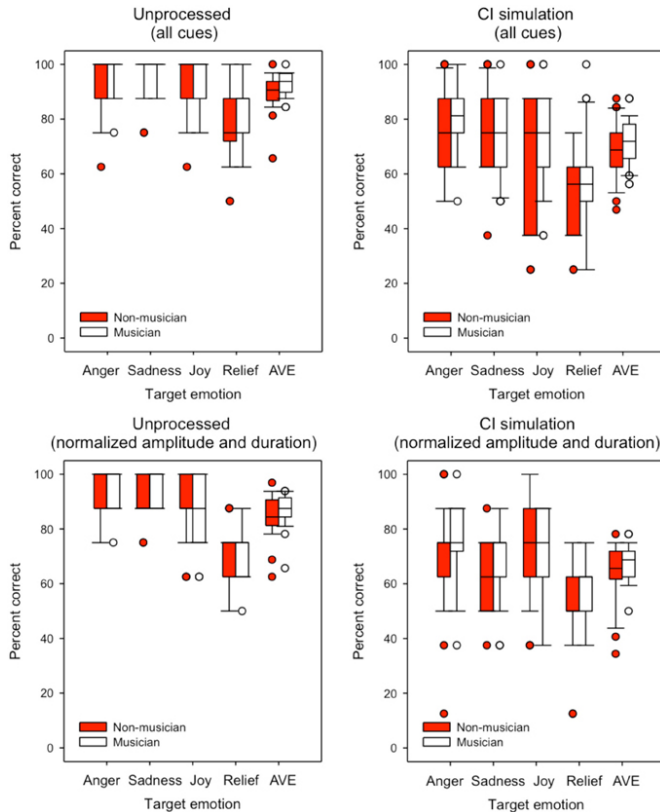 Unprocessed
(all cues)
Percent correct
100
80
60
40
20
0
Non-musician
Musician
Anger Sadness Joy Relief AVE
Target emotion
CI simulation
(all cues)
Percent correct
100
80
60
40
20
0
Non-musician
Musician
Anger Sadness Joy Relief AVE
Target emotion
Unprocessed
(normalized amplitude and duration)
Percent correct
100
80
60
40
20
0
Non-musician
Musician
Anger Sadness Joy Relief AVE
Target emotion
CI simulation
(normalized amplitude and duration)
Percent correct
100
80
60
40
20
0
Non-musician
Musician
Anger Sadness Joy Relief AVE
Target emotion